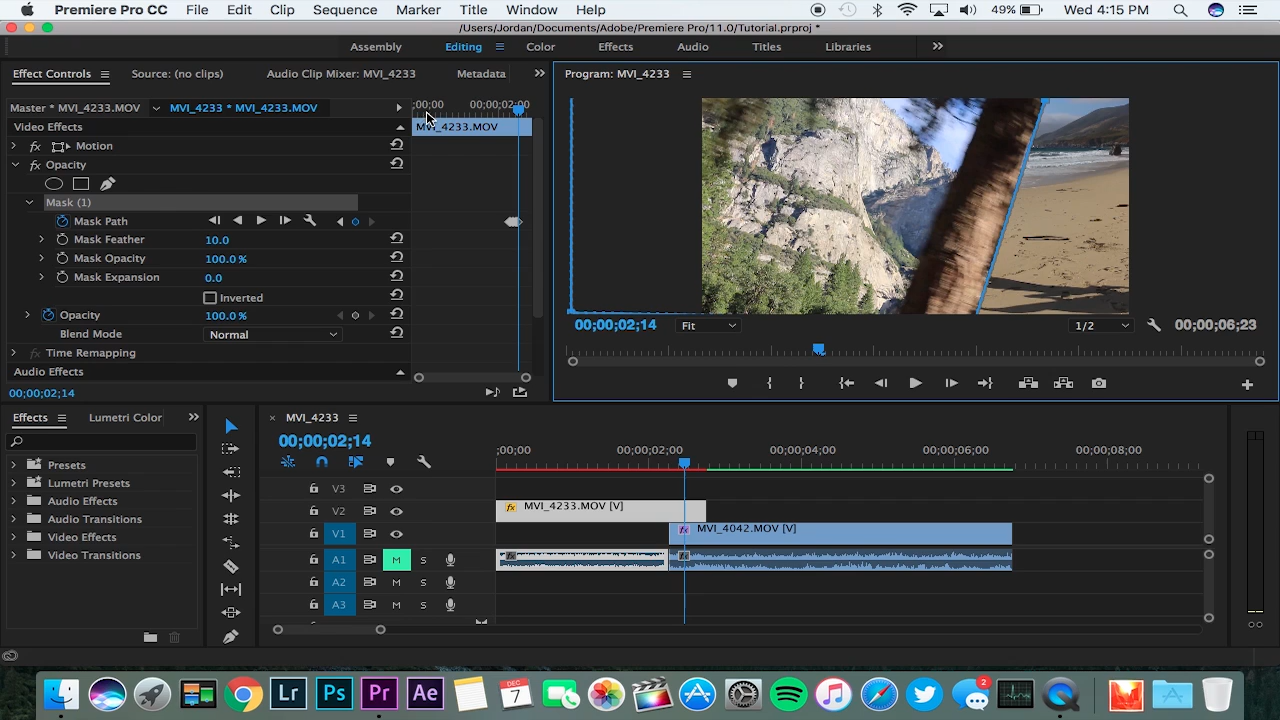 Premiere Pro CC File Edit Clip Sequence Marker Title Window Help 49% Wed 4:15 PM
/Users/Jordan/Documents/Adobe/Premiere Pro/11.0/Tutorial.prproj *
Assembly Editing Color Effects Audio Titles Libraries
Effect Controls Source: (no clips) Audio Clip Mixer: MVI_4233 Metadata Program: MVI_4233
Master * MVI_4233.MOV MVI_4233 * MVI_4233.MOV ;00;00 00;00;02;00
Video Effects MVI_4233.MOV
fx Motion
fx Opacity
Mask (1)
Mask Path
Mask Feather 10.0
Mask Opacity 100.0 %
Mask Expansion 0.0
Inverted
Opacity 100.0 %
Blend Mode Normal
fx Time Remapping
Audio Effects
00;00;02;14
00;00;02;14 Fit 1/2 00;00;06;23
Effects Lumetri Color
Presets
Lumetri Presets
Audio Effects
Audio Transitions
Video Effects
Video Transitions
MVI_4233
00;00;02;14 ;00;00 00;00;02;00 00;00;04;00 00;00;06;00 00;00;08;00
V3
V2 fx MVI_4233.MOV [V]
V1 fx MVI_4042.MOV [V]
A1 M S fx fx
A2 M S
A3 M S
Lr Ps Pr Ae DEC 7 2